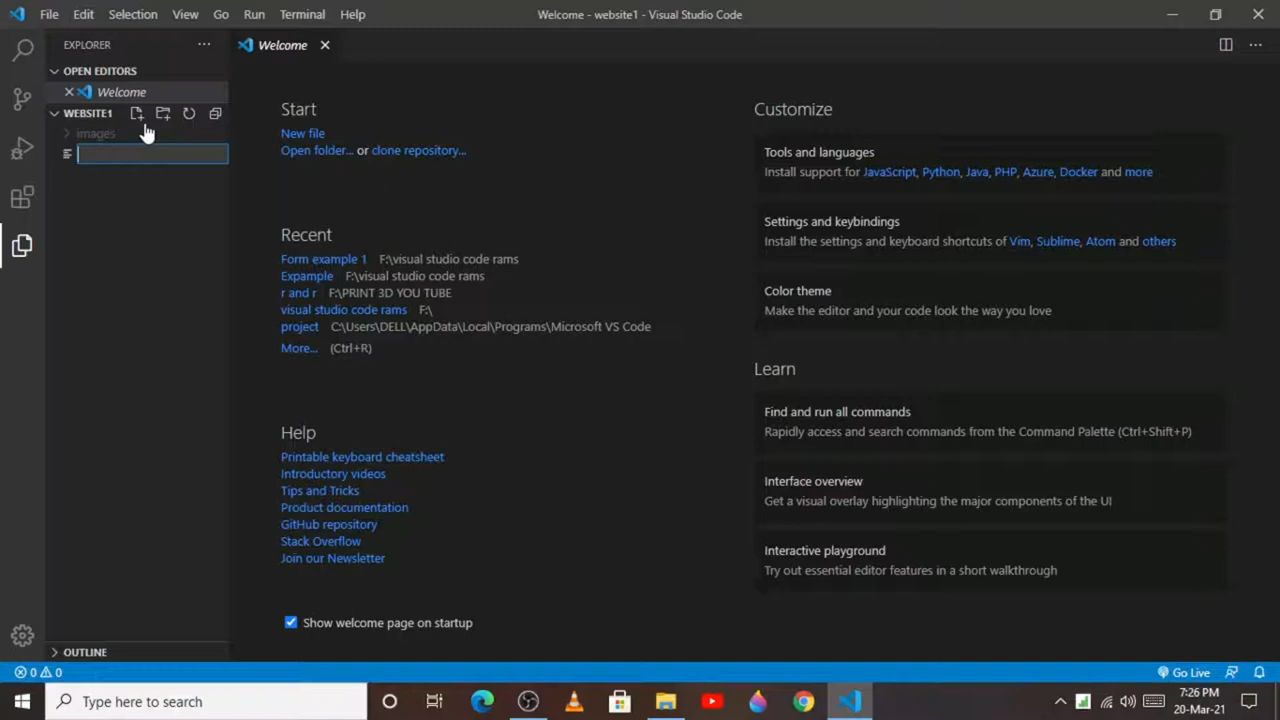 File Edit Selection View Go Run Terminal Help
Welcome - website1 - Visual Studio Code
EXPLORER
Welcome
OPEN EDITORS
Welcome
WEBSITE1
images
Start
New file
Open folder... or clone repository...
Recent
Form example 1 F:\visual studio code rams
Expample F:\visual studio code rams
r and r F:\PRINT 3D YOU TUBE
visual studio code rams F:\
project C:\Users\DELL\AppData\Local\Programs\Microsoft VS Code
More... (Ctrl+R)
Help
Printable keyboard cheatsheet
Introductory videos
Tips and Tricks
Product documentation
GitHub repository
Stack Overflow
Join our Newsletter
Show welcome page on startup
Customize
Tools and languages
Install support for JavaScript, Python, Java, PHP, Azure, Docker and more
Settings and keybindings
Install the settings and keyboard shortcuts of Vim, Sublime, Atom and others
Color theme
Make the editor and your code look the way you love
Learn
Find and run all commands
Rapidly access and search commands from the Command Palette (Ctrl+Shift+P)
Interface overview
Get a visual overlay highlighting the major components of the UI
Interactive playground
Try out essential editor features in a short walkthrough
OUTLINE
0 0
Go Live
Type here to search
7:26 PM
20-Mar-21